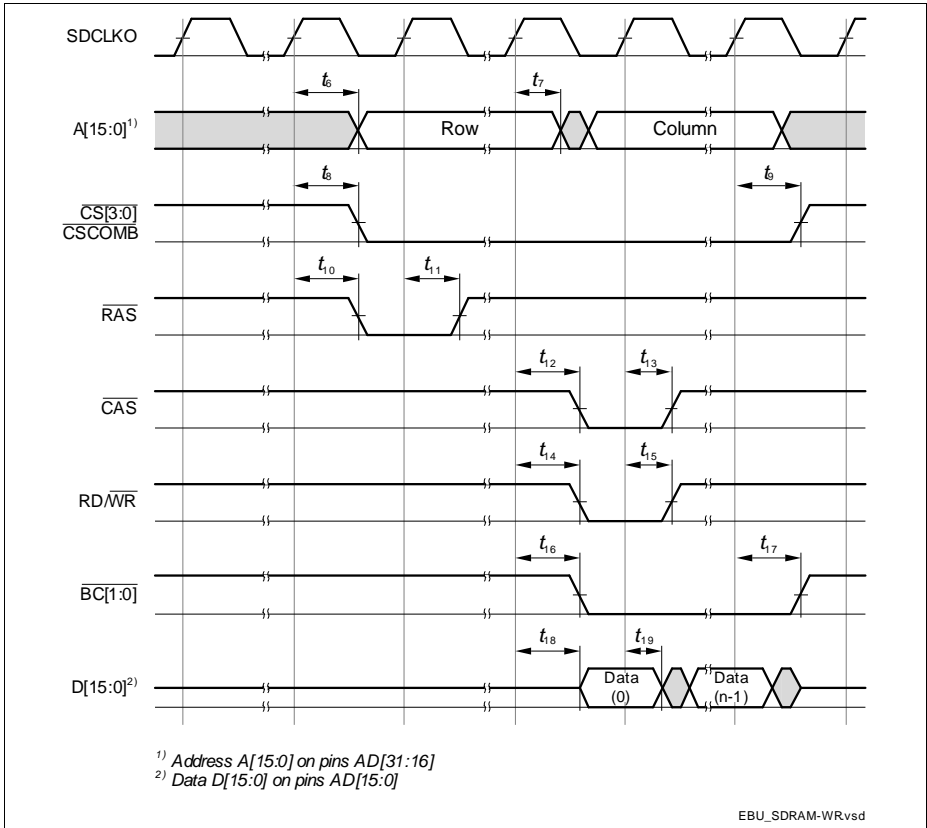 SDCLKO
t6 t7
A[15:0]1) Row Column
t8 t9
CS[3:0]
CSCOMB
t10 t11
RAS
t12 t13
CAS
t14 t15
RD/WR
t16 t17
BC[1:0]
t18 t19
D[15:0]2) Data (0) Data (n-1)
1) Address A[15:0] on pins AD[31:16]
2) Data D[15:0] on pins AD[15:0]
EBU_SDRAM-WR.vsd